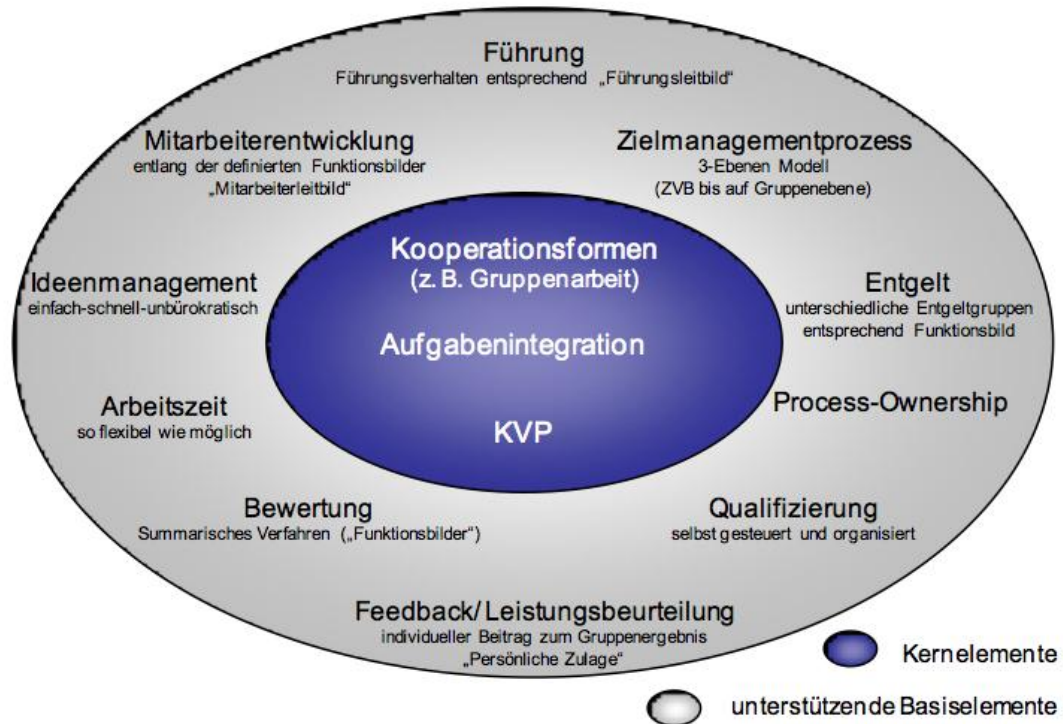 Führung
Führungsverhalten entsprechend „Führungsleitbild“
Mitarbeiterentwicklung
entlang der definierten Funktionsbilder
„Mitarbeiterleitbild“
Zielmanagementprozess
3-Ebenen Modell
(ZVB bis auf Gruppenebene)
Kooperationsformen
(z. B. Gruppenarbeit)
Aufgabenintegration
KVP
Ideenmanagement
einfach-schnell-unbürokratisch
Entgelt
unterschiedliche Entgeltgruppen
entsprechend Funktionsbild
Arbeitszeit
so flexibel wie möglich
Process-Ownership
Bewertung
Summarisches Verfahren („Funktionsbilder“)
Qualifizierung
selbst gesteuert und organisiert
Feedback/Leistungsbeurteilung
individueller Beitrag zum Gruppenergebnis
„Persönliche Zulage“
Kernelemente
unterstützende Basiselemente